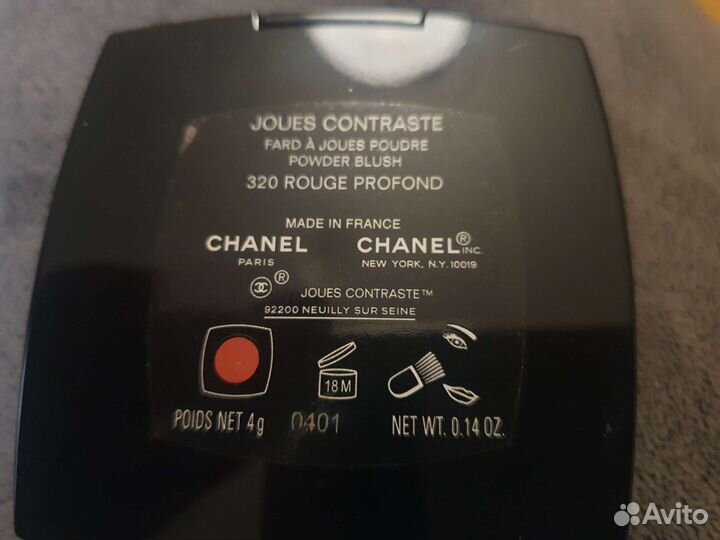 JOUES CONTRASTE
FARD À JOUES POUDRE
POWDER BLUSH
320 ROUGE PROFOND
MADE IN FRANCE
CHANEL CHANEL® INC.
PARIS NEW YORK, N.Y. 10019
® JOUES CONTRASTE™
92200 NEUILLY SUR SEINE
18 M
POIDS NET 4g 0401 NET WT. 0.14 OZ.
Avito